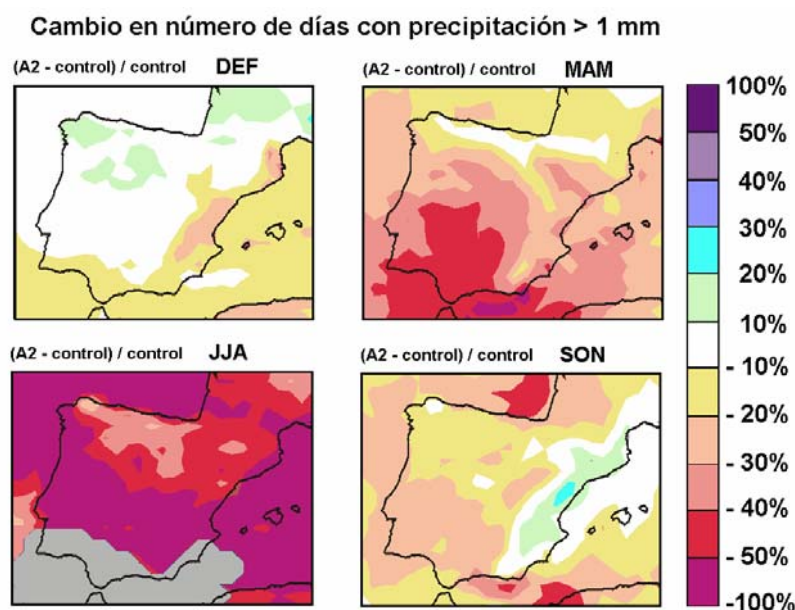 Cambio en número de días con precipitación > 1 mm
(A2 - control) / control DEF
(A2 - control) / control MAM
100%
50%
40%
30%
20%
10%
- 10%
- 20%
- 30%
- 40%
- 50%
-100%
(A2 - control) / control JJA
(A2 - control) / control SON